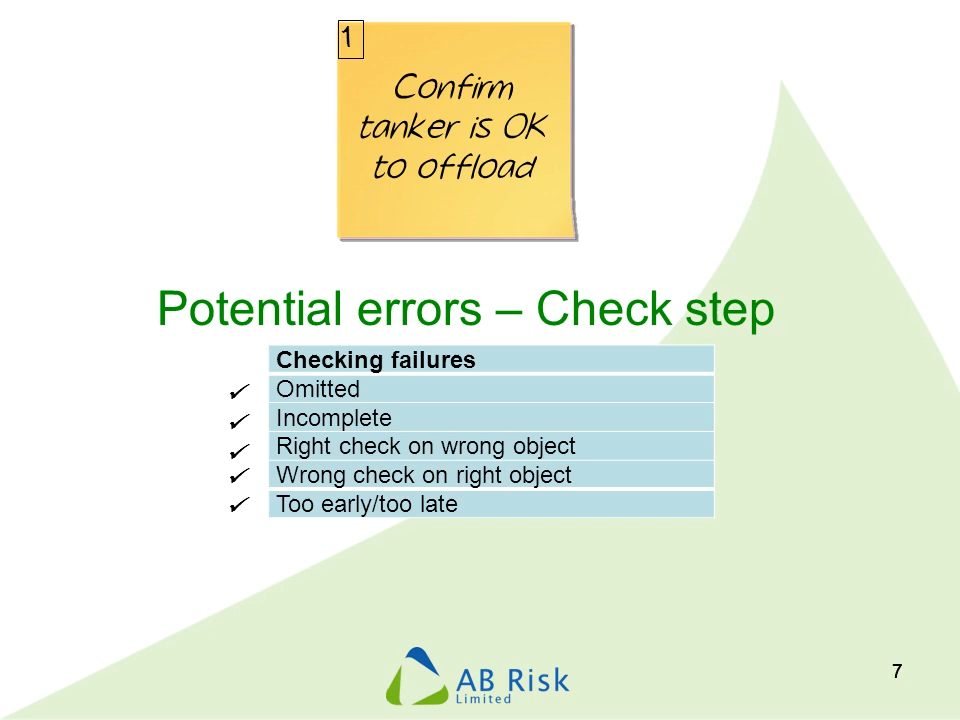 1
Confirm
tanker is OK
to offload
Potential errors – Check step
Checking failures
✓ Omitted
✓ Incomplete
✓ Right check on wrong object
✓ Wrong check on right object
✓ Too early/too late
AB Risk
Limited
7